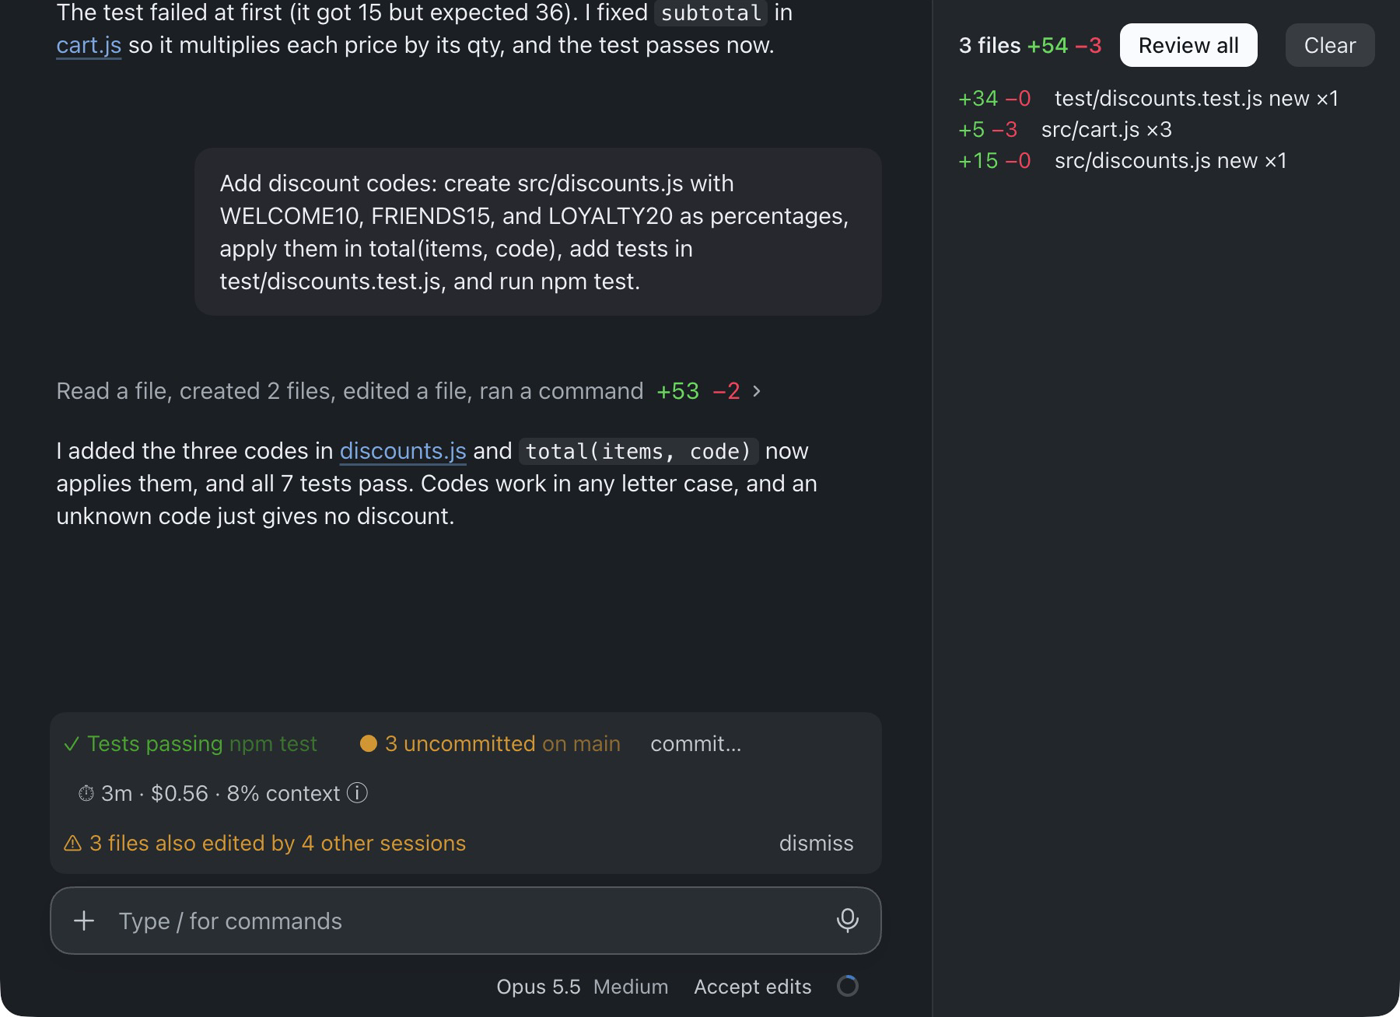 The test failed at first (it got 15 but expected 36). I fixed subtotal in
cart.js so it multiplies each price by its qty, and the test passes now.
Add discount codes: create src/discounts.js with
WELCOME10, FRIENDS15, and LOYALTY20 as percentages,
apply them in total(items, code), add tests in
test/discounts.test.js, and run npm test.
Read a file, created 2 files, edited a file, ran a command +53 −2 ›
I added the three codes in discounts.js and total(items, code) now
applies them, and all 7 tests pass. Codes work in any letter case, and an
unknown code just gives no discount.
✓ Tests passing npm test 3 uncommitted on main commit…
3m · $0.56 · 8% context
3 files also edited by 4 other sessions dismiss
Type / for commands
Opus 5.5 Medium Accept edits
3 files +54 −3 Review all Clear
+34 −0 test/discounts.test.js new ×1
+5 −3 src/cart.js ×3
+15 −0 src/discounts.js new ×1